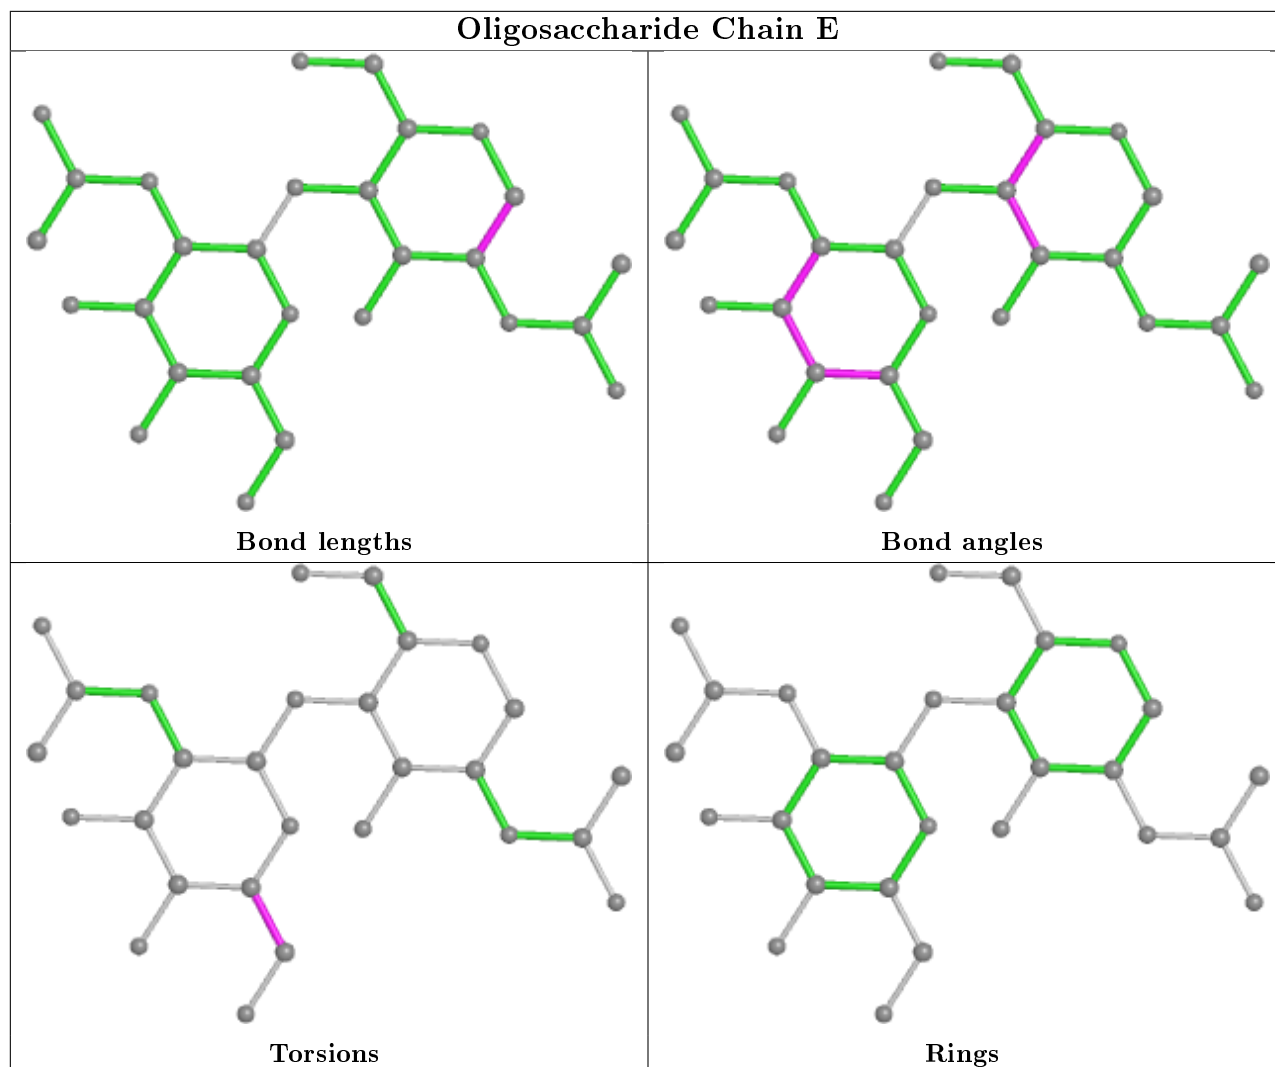 Oligosaccharide Chain E
Bond lengths
Bond angles
Torsions
Rings